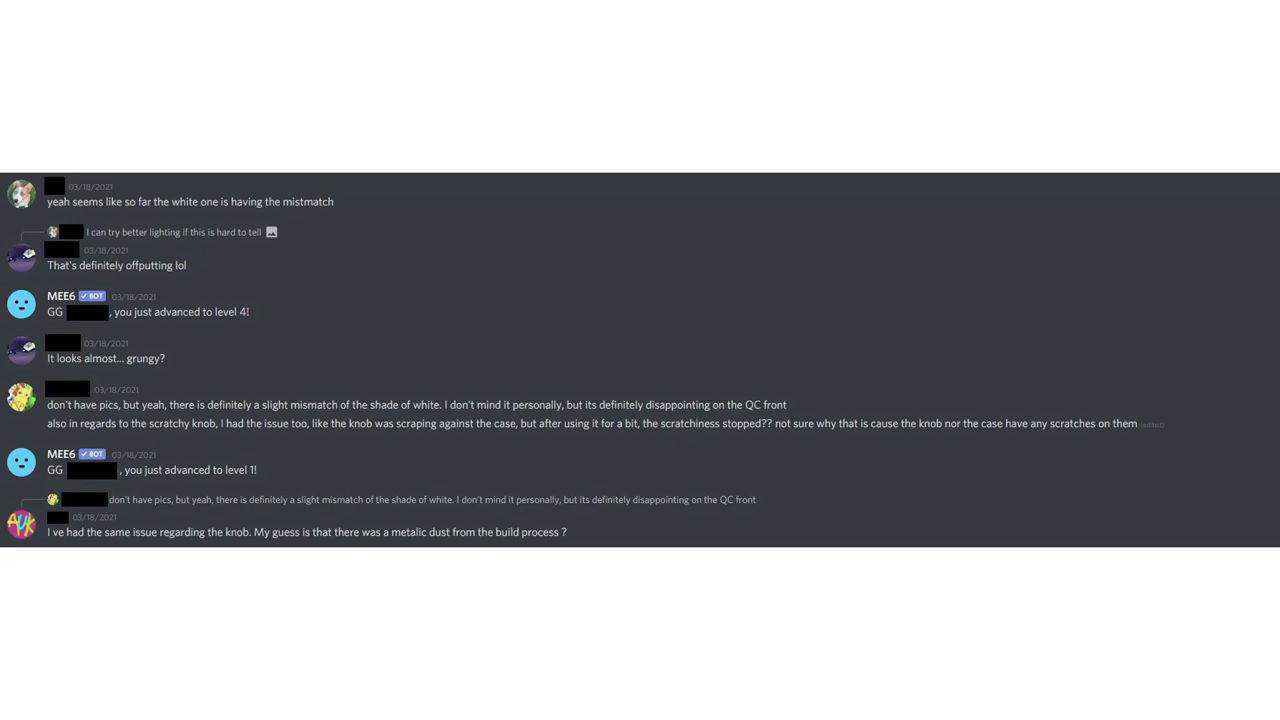 03/18/2021
yeah seems like so far the white one is having the mistmatch
I can try better lighting if this is hard to tell
03/18/2021
That's definitely offputting lol
MEE6 ✔ BOT 03/18/2021
GG , you just advanced to level 4!
03/18/2021
It looks almost... grungy?
03/18/2021
don't have pics, but yeah, there is definitely a slight mismatch of the shade of white. I don't mind it personally, but its definitely disappointing on the QC front
also in regards to the scratchy knob, I had the issue too, like the knob was scraping against the case, but after using it for a bit, the scratchiness stopped?? not sure why that is cause the knob nor the case have any scratches on them (edited)
MEE6 ✔ BOT 03/18/2021
GG , you just advanced to level 1!
don't have pics, but yeah, there is definitely a slight mismatch of the shade of white. I don't mind it personally, but its definitely disappointing on the QC front
03/18/2021
I ve had the same issue regarding the knob. My guess is that there was a metalic dust from the build process ?